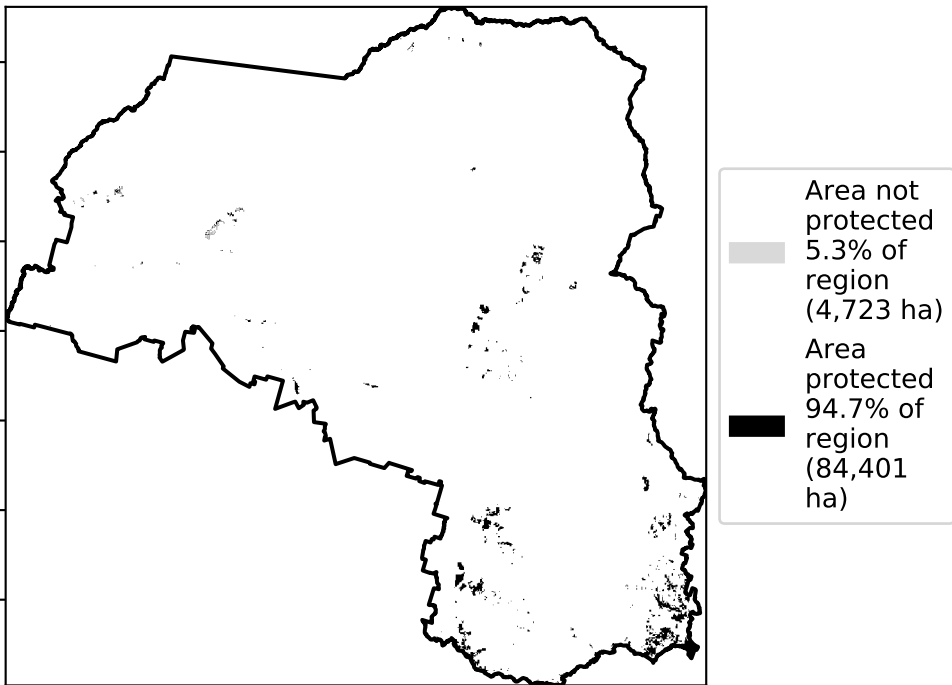 Area not
protected
5.3% of
region
(4,723 ha)
Area
protected
94.7% of
region
(84,401
ha)